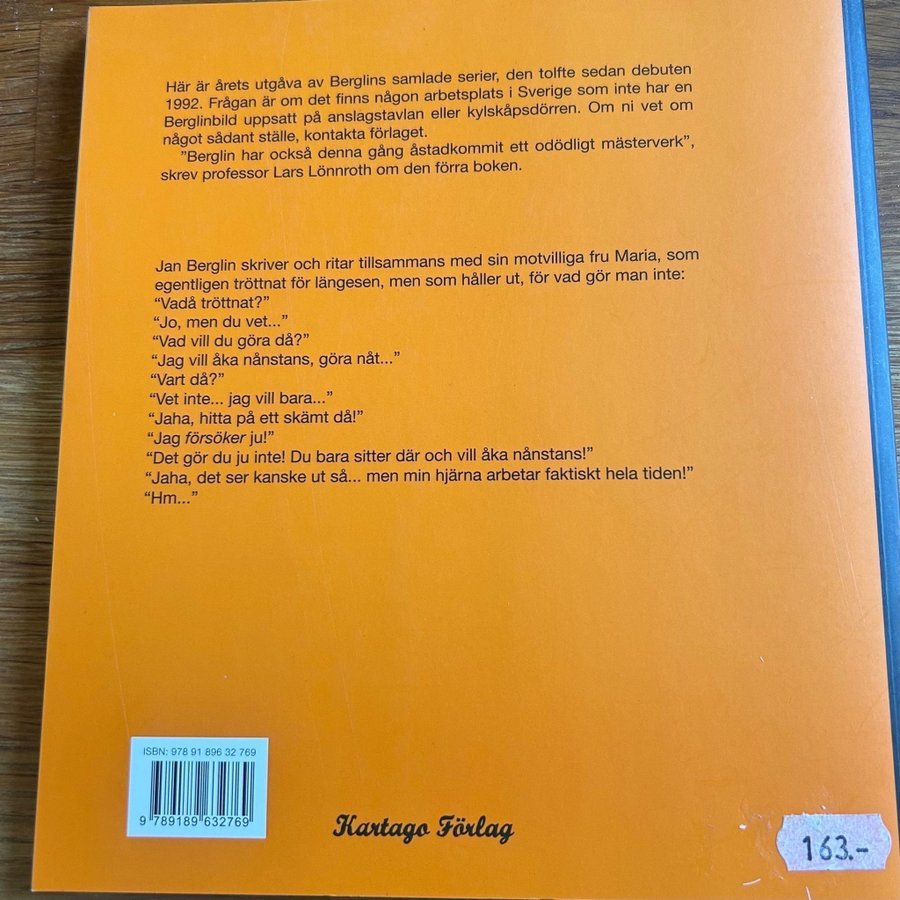 Här är årets utgåva av Berglins samlade serier, den tolfte sedan debuten
1992. Frågan är om det finns någon arbetsplats i Sverige som inte har en
Berglinbild uppsatt på anslagstavlan eller kylskåpsdörren. Om ni vet om
något sådant ställe, kontakta förlaget.
”Berglin har också denna gång åstadkommit ett odödligt mästerverk”,
skrev professor Lars Lönnroth om den förra boken.
Jan Berglin skriver och ritar tillsammans med sin motvilliga fru Maria, som
egentligen tröttnat för längesen, men som håller ut, för vad gör man inte:
“Vadå tröttnat?”
“Jo, men du vet...”
“Vad vill du göra då?”
“Jag vill åka nånstans, göra nåt...”
“Vart då?”
“Vet inte... jag vill bara...”
“Jaha, hitta på ett skämt då!”
“Jag försöker ju!”
“Det gör du ju inte! Du bara sitter där och vill åka nånstans!”
“Jaha, det ser kanske ut så... men min hjärna arbetar faktiskt hela tiden!”
“Hm...”
ISBN: 978 91 896 32 769
9 789189 632769
Kartago Förlag
163.-